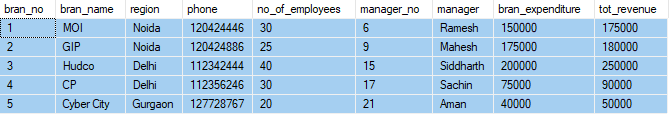 bran_no bran_name region phone no_of_employees manager_no manager bran_expenditure tot_revenue
1 MOI Noida 120424446 30 6 Ramesh 150000 175000
2 GIP Noida 120424886 25 9 Mahesh 175000 180000
3 Hudco Delhi 112342444 40 15 Siddharth 200000 250000
4 CP Delhi 112356246 30 17 Sachin 75000 90000
5 Cyber City Gurgaon 127728767 20 21 Aman 40000 50000